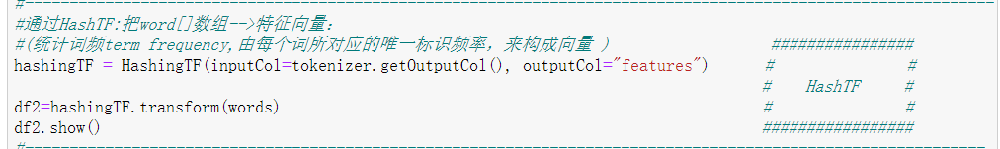 #------------------------------------------------------------------------------------------------------------
#通过HashTF:把word[]数组-->特征向量:
#(统计词频term frequency,由每个词所对应的唯一标识频率，来构成向量 ) ################
hashingTF = HashingTF(inputCol=tokenizer.getOutputCol(), outputCol="features") # #
# HashTF #
df2=hashingTF.transform(words) # #
df2.show() #################
#------------------------------------------------------------------------------------------------------------